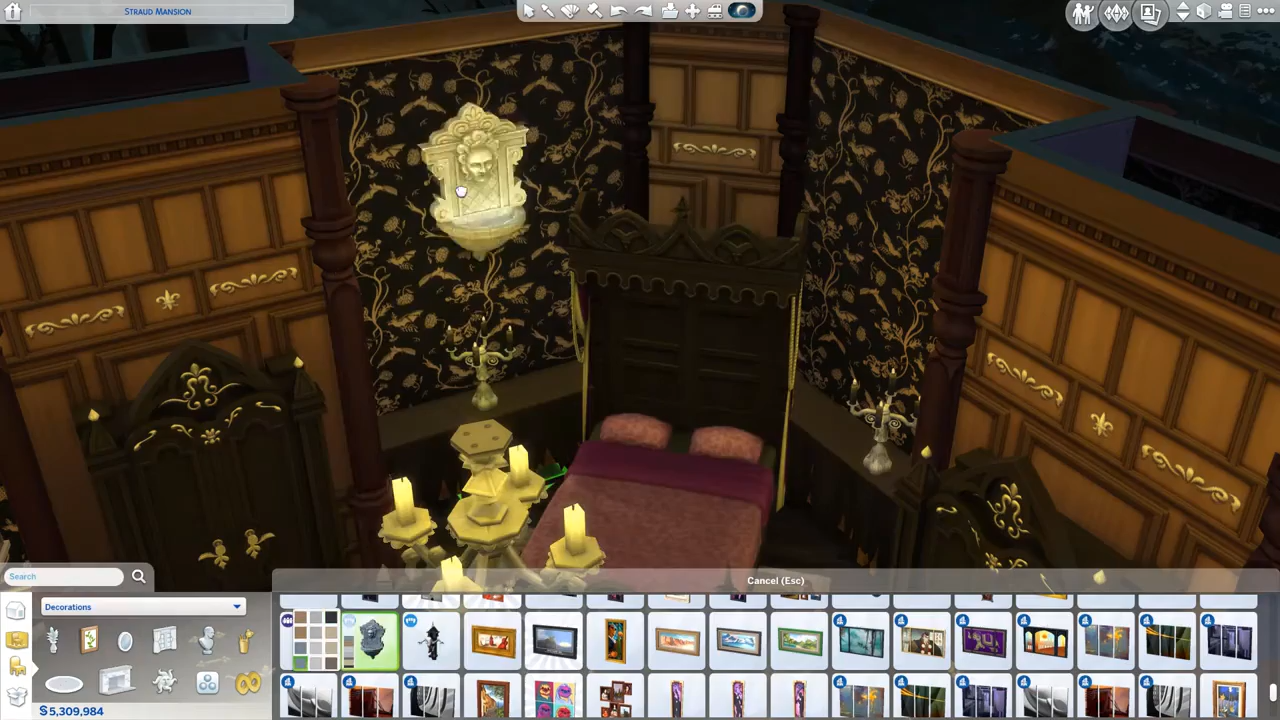 Straud Mansion
Cancel (Esc)
Search
Decorations
§5,309,984